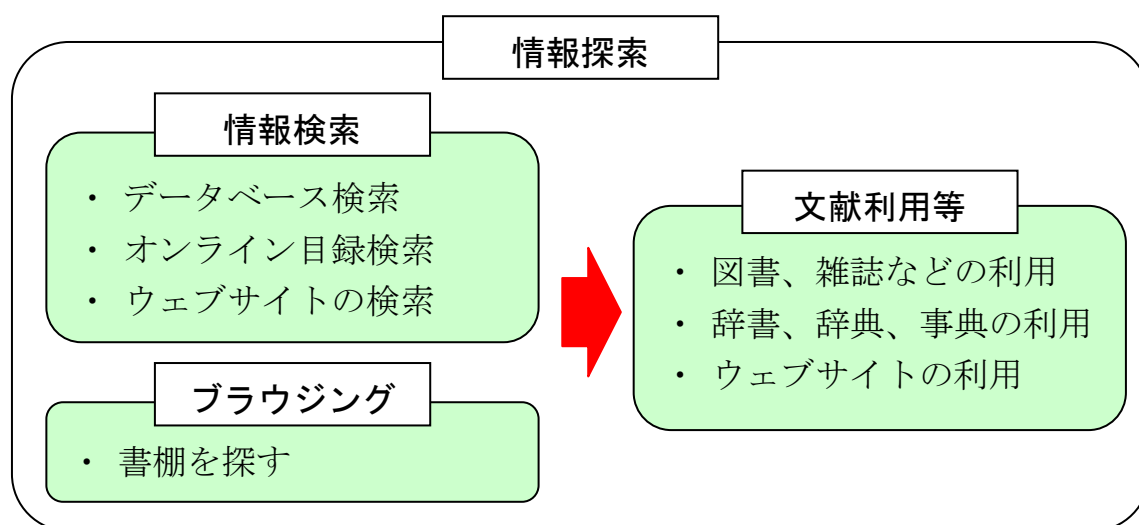 情報探索
情報検索
・ データベース検索
・ オンライン目録検索
・ ウェブサイトの検索
ブラウジング
・ 書棚を探す
文献利用等
・ 図書、雑誌などの利用
・ 辞書、辞典、事典の利用
・ ウェブサイトの利用